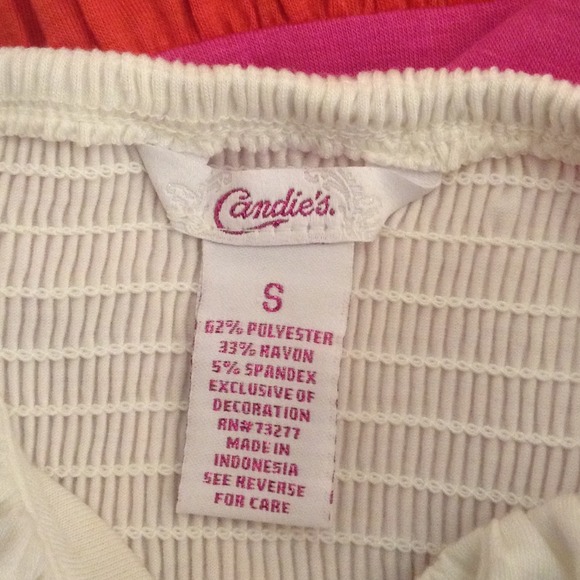 Candie's.
S
62% POLYESTER
33% RAYON
5% SPANDEX
EXCLUSIVE OF
DECORATION
RN#73277
MADE IN
INDONESIA
SEE REVERSE
FOR CARE